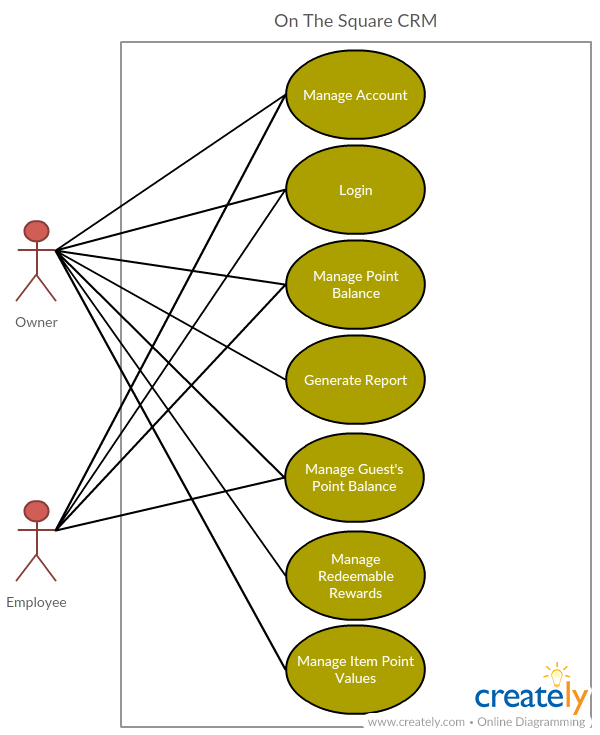 On The Square CRM
Manage Account
Login
Manage Point
Balance
Owner
Generate Report
Manage Guest's
Point Balance
Manage
Redeemable
Rewards
Employee
Manage Item Point
Values
creately
www.creately.com • Online Diagramming